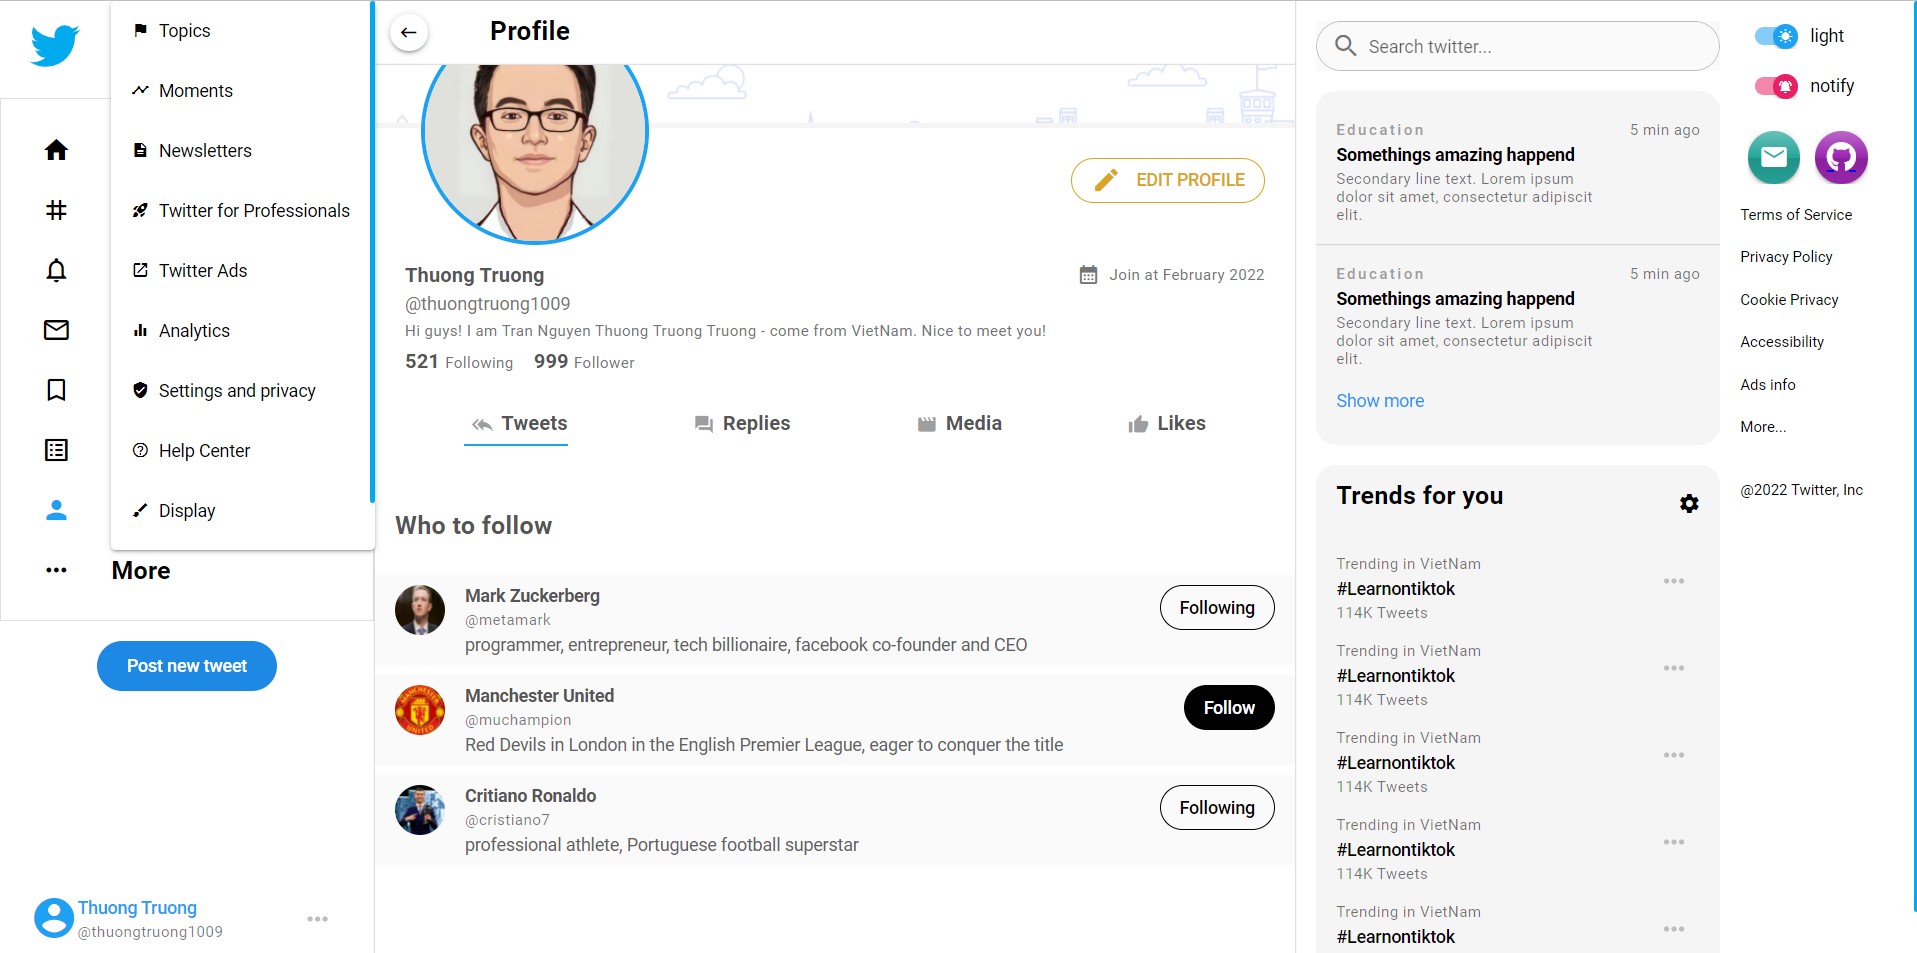 Topics
Moments
Newsletters
Twitter for Professionals
Twitter Ads
Analytics
Settings and privacy
Help Center
Display
More
Post new tweet
Thuong Truong
@thuongtruong1009
Profile
EDIT PROFILE
Thuong Truong
Join at February 2022
@thuongtruong1009
Hi guys! I am Tran Nguyen Thuong Truong Truong - come from VietNam. Nice to meet you!
521 Following 999 Follower
Tweets Replies Media Likes
Who to follow
Mark Zuckerberg
@metamark
programmer, entrepreneur, tech billionaire, facebook co-founder and CEO
Following
Manchester United
@muchampion
Red Devils in London in the English Premier League, eager to conquer the title
Follow
Critiano Ronaldo
@cristiano7
professional athlete, Portuguese football superstar
Following
Search twitter...
Education 5 min ago
Somethings amazing happend
Secondary line text. Lorem ipsum
dolor sit amet, consectetur adipiscit
elit.
Education 5 min ago
Somethings amazing happend
Secondary line text. Lorem ipsum
dolor sit amet, consectetur adipiscit
elit.
Show more
Trends for you
Trending in VietNam
#Learnontiktok
114K Tweets
Trending in VietNam
#Learnontiktok
114K Tweets
Trending in VietNam
#Learnontiktok
114K Tweets
Trending in VietNam
#Learnontiktok
114K Tweets
Trending in VietNam
#Learnontiktok
light
notify
Terms of Service
Privacy Policy
Cookie Privacy
Accessibility
Ads info
More...
@2022 Twitter, Inc